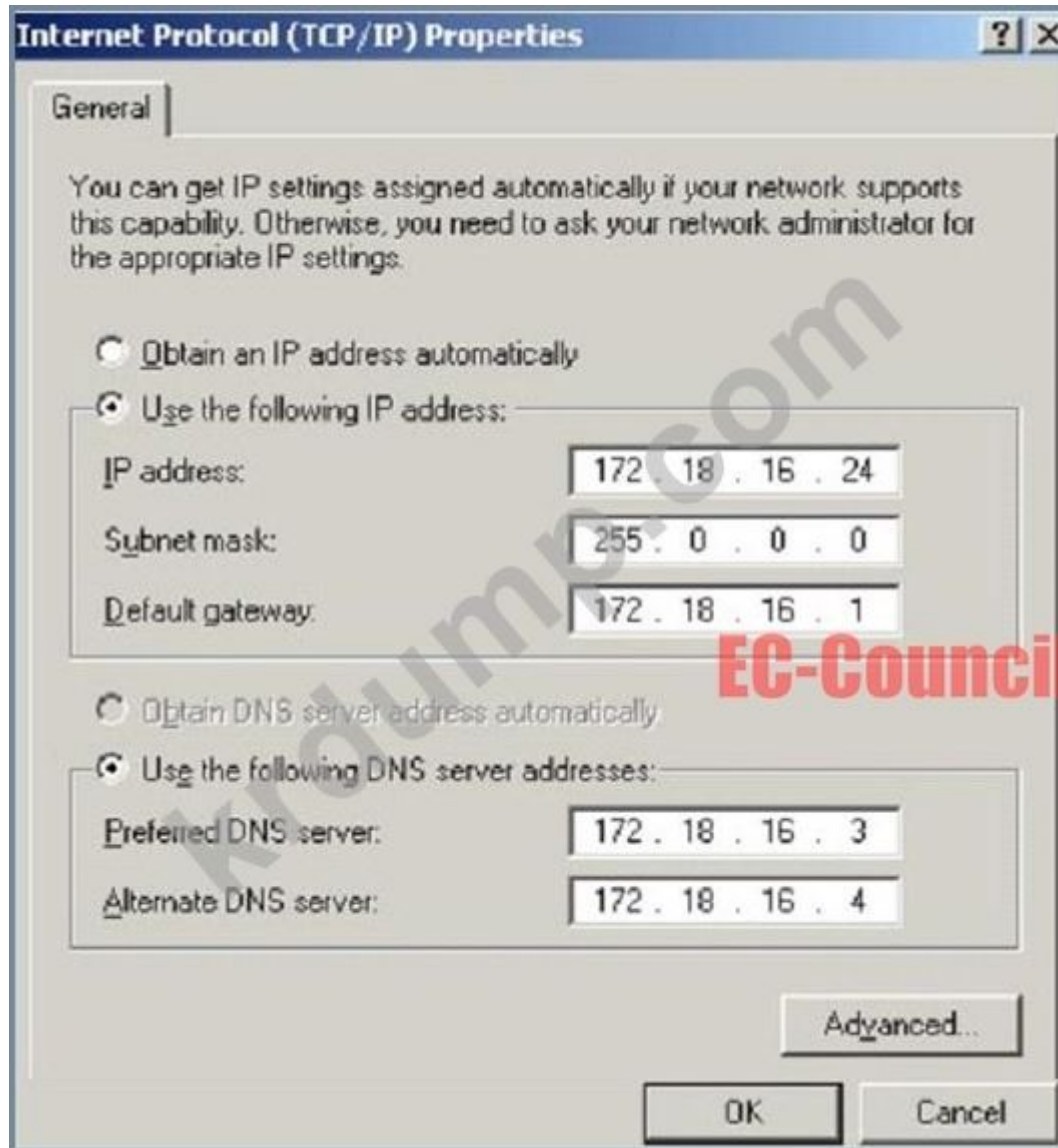 Internet Protocol (TCP/IP) Properties
General
You can get IP settings assigned automatically if your network supports
this capability. Otherwise, you need to ask your network administrator for
the appropriate IP settings.
Obtain an IP address automatically
Use the following IP address:
IP address: 172 . 18 . 16 . 24
Subnet mask: 255 . 0 . 0 . 0
Default gateway: 172 . 18 . 16 . 1
EC-Counci
Obtain DNS server address automatically
Use the following DNS server addresses:
Preferred DNS server: 172 . 18 . 16 . 3
Alternate DNS server: 172 . 18 . 16 . 4
Advanced...
OK Cancel
krdump.com